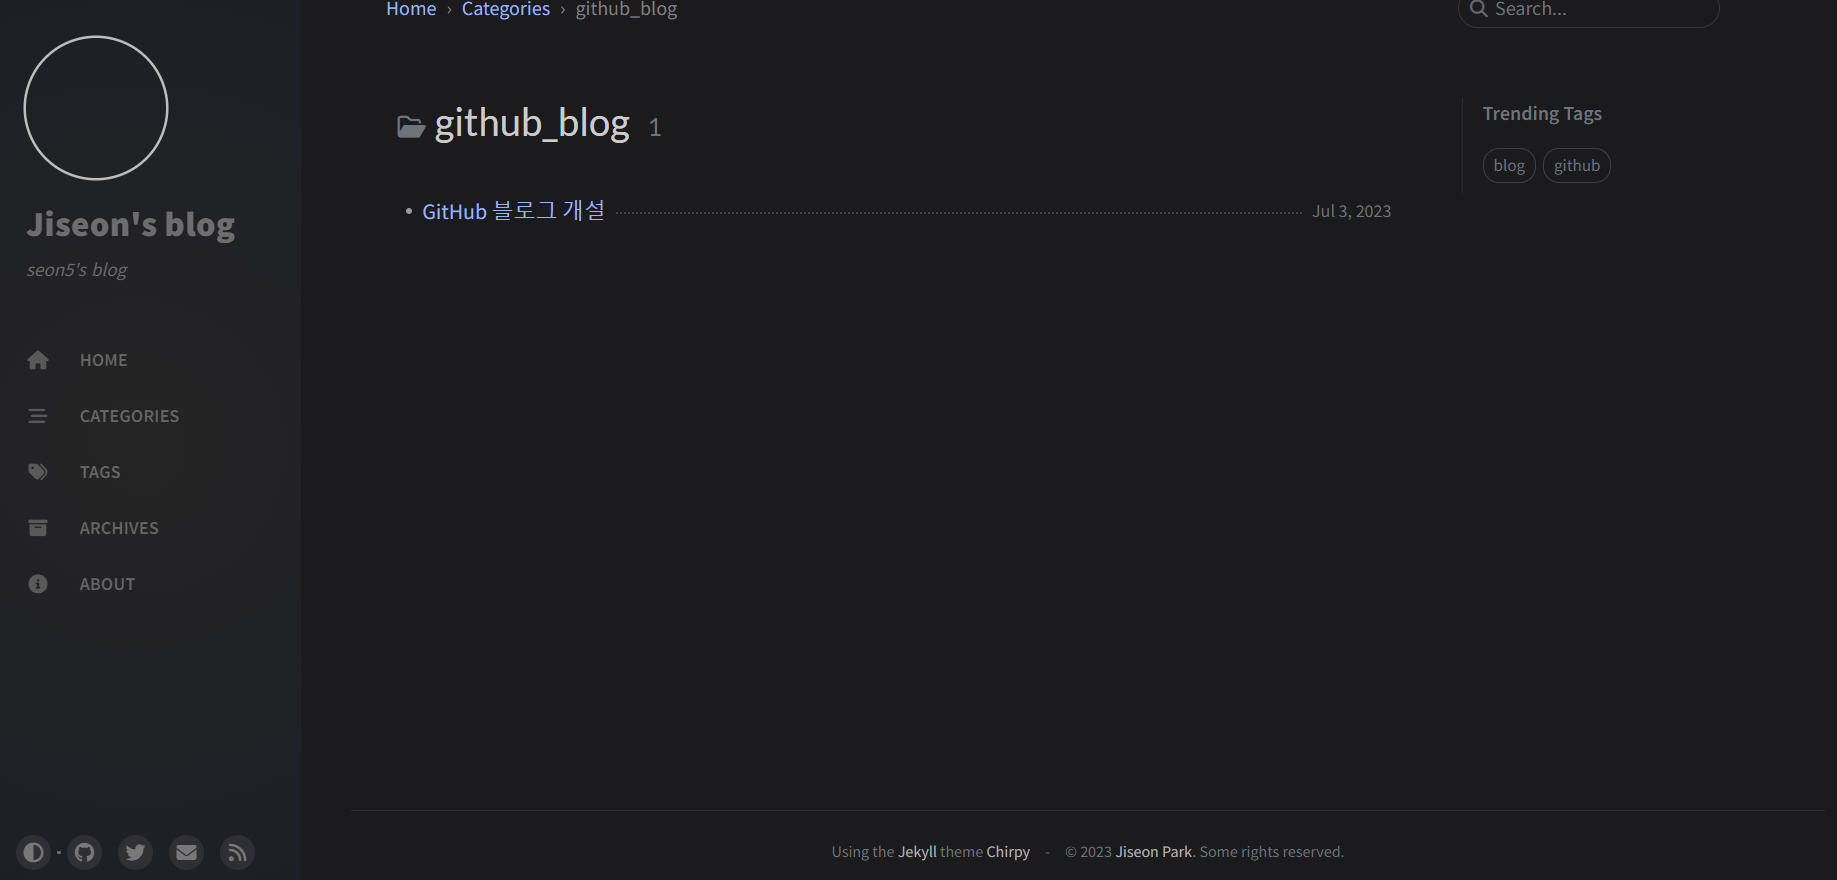 Jiseon's blog
seon5's blog
HOME
CATEGORIES
TAGS
ARCHIVES
ABOUT
Home › Categories › github_blog
Search...
github_blog 1
• GitHub 블로그 개설 Jul 3, 2023
Trending Tags
blog github
Using the Jekyll theme Chirpy - © 2023 Jiseon Park. Some rights reserved.